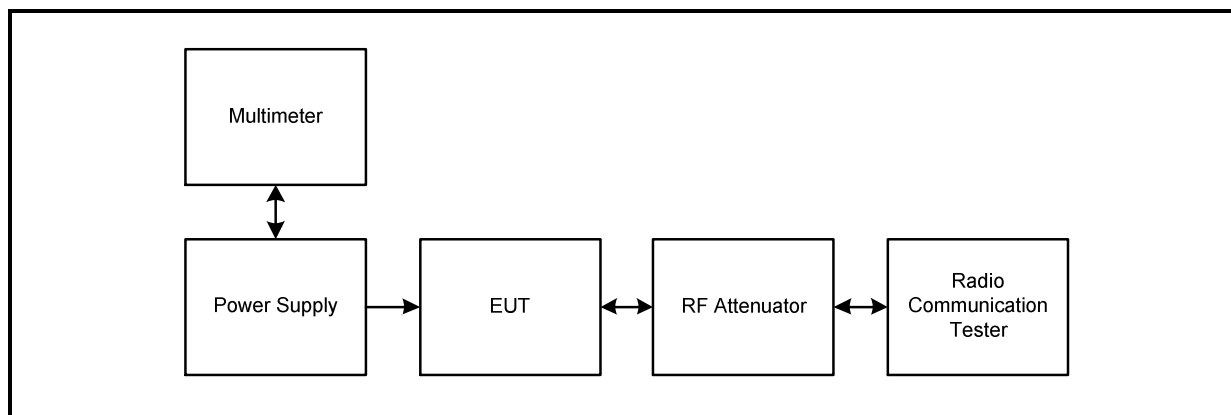 Multimeter
Power Supply
EUT
RF Attenuator
Radio
Communication
Tester